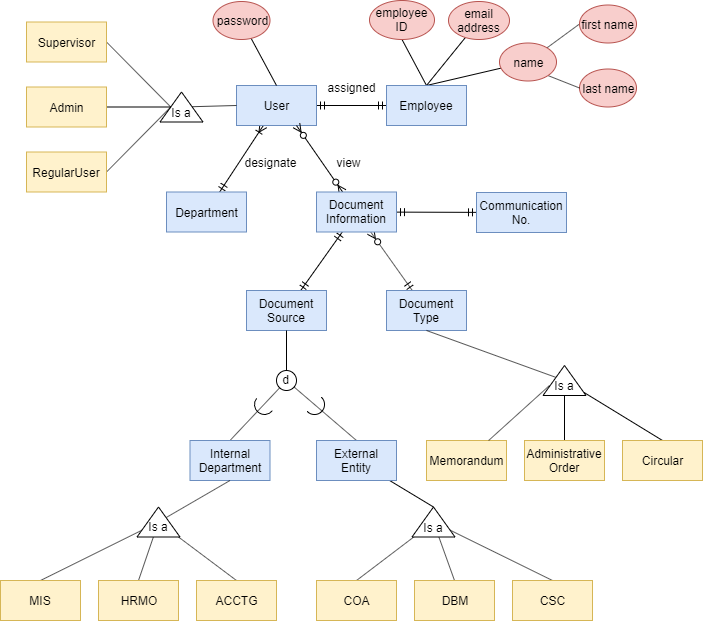 password
employee
ID
email
address
first name
name
last name
Supervisor
Admin
RegularUser
Is a
User
assigned
Employee
designate
view
Department
Document
Information
Communication
No.
Document
Source
Document
Type
d
Is a
Internal
Department
External
Entity
Memorandum
Administrative
Order
Circular
Is a
Is a
MIS
HRMO
ACCTG
COA
DBM
CSC